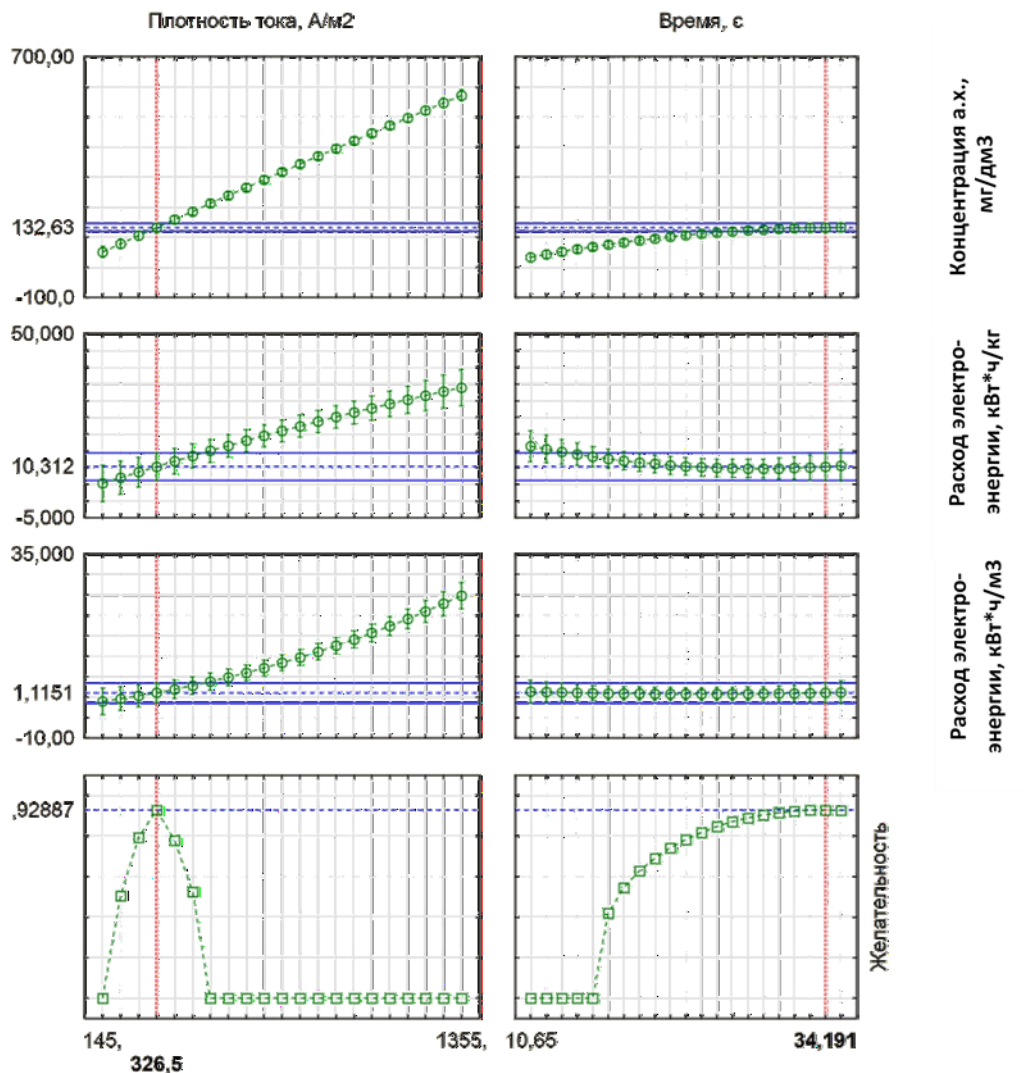 Плотность тока, А/м2
Время, є
700,00
132,63
-100,0
Концентрация а.х.,
мг/дм3
50,000
10,312
-5,000
Расход электро-
энергии, кВт*ч/кг
35,000
1,1151
-10,00
Расход электро-
энергии, кВт*ч/м3
,92887
Желательность
145,
1355,
10,65
34,191
326,5